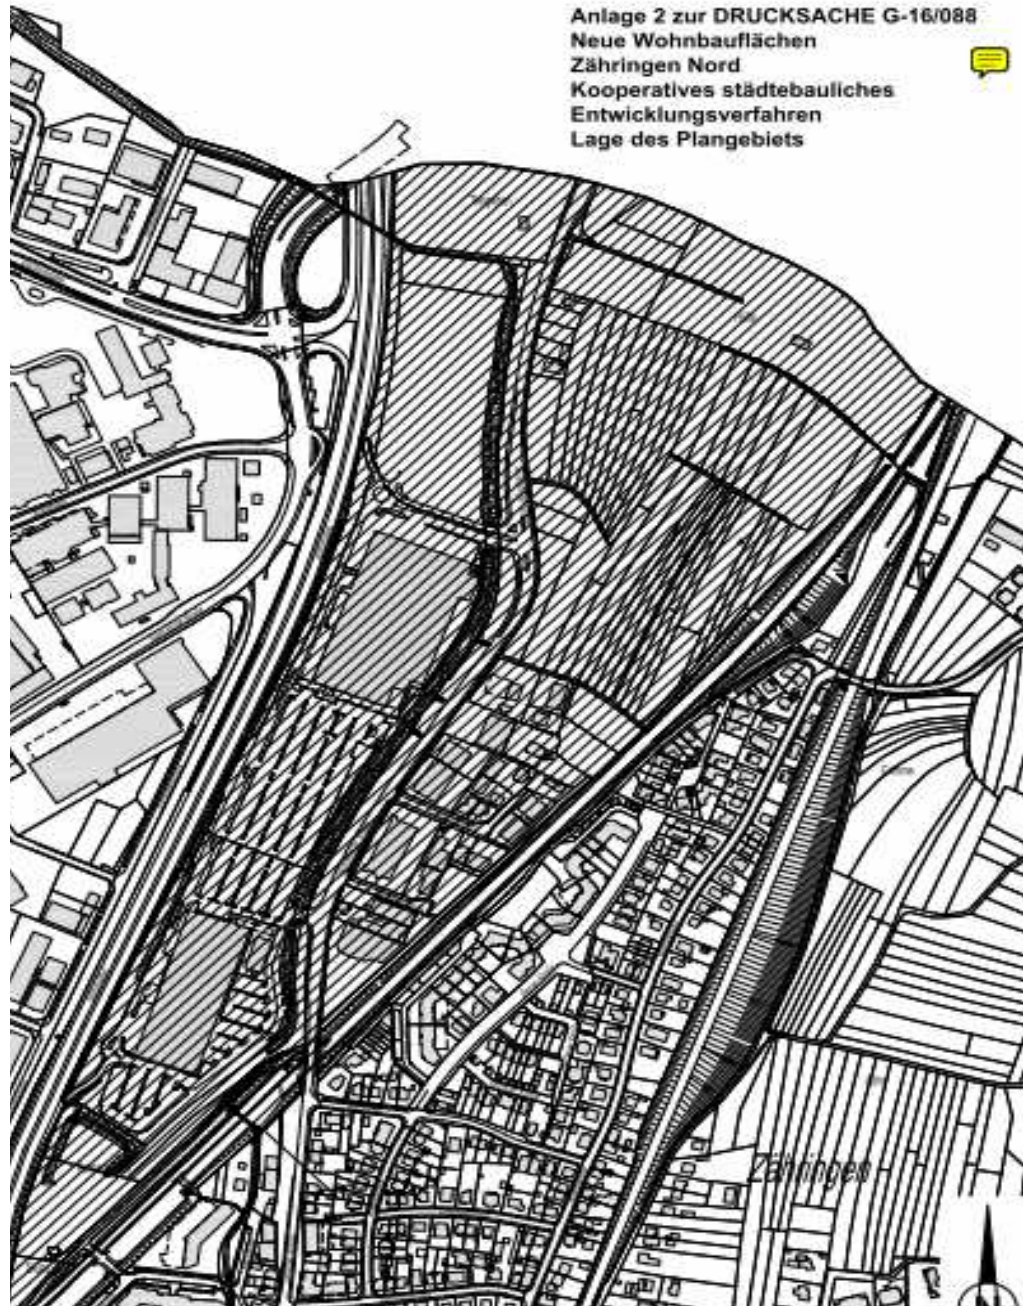 Anlage 2 zur DRUCKSACHE G-16/088
Neue Wohnbauflächen
Zähringen Nord
Kooperatives städtebauliches
Entwicklungsverfahren
Lage des Plangebiets
Zähringen